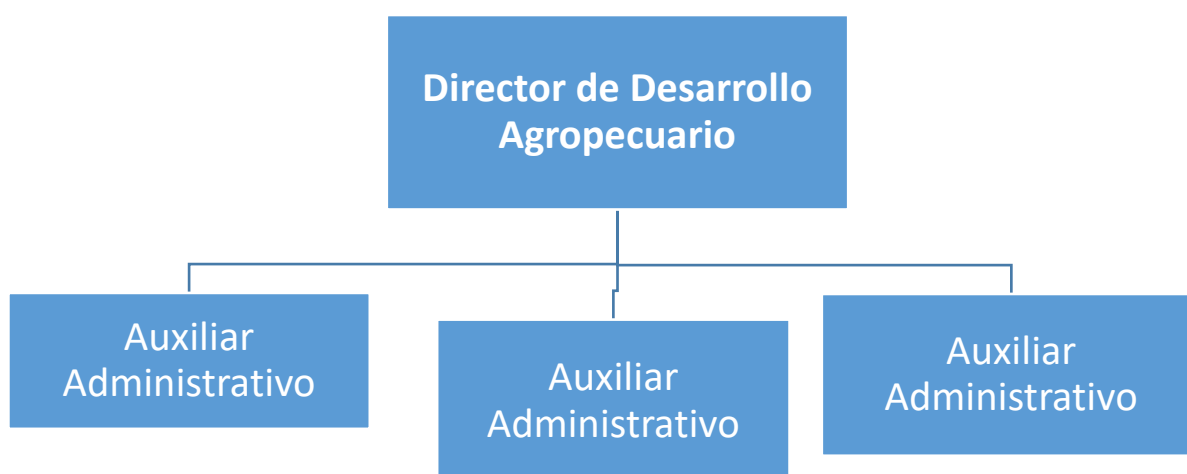 Director de Desarrollo
Agropecuario
Auxiliar
Administrativo
Auxiliar
Administrativo
Auxiliar
Administrativo